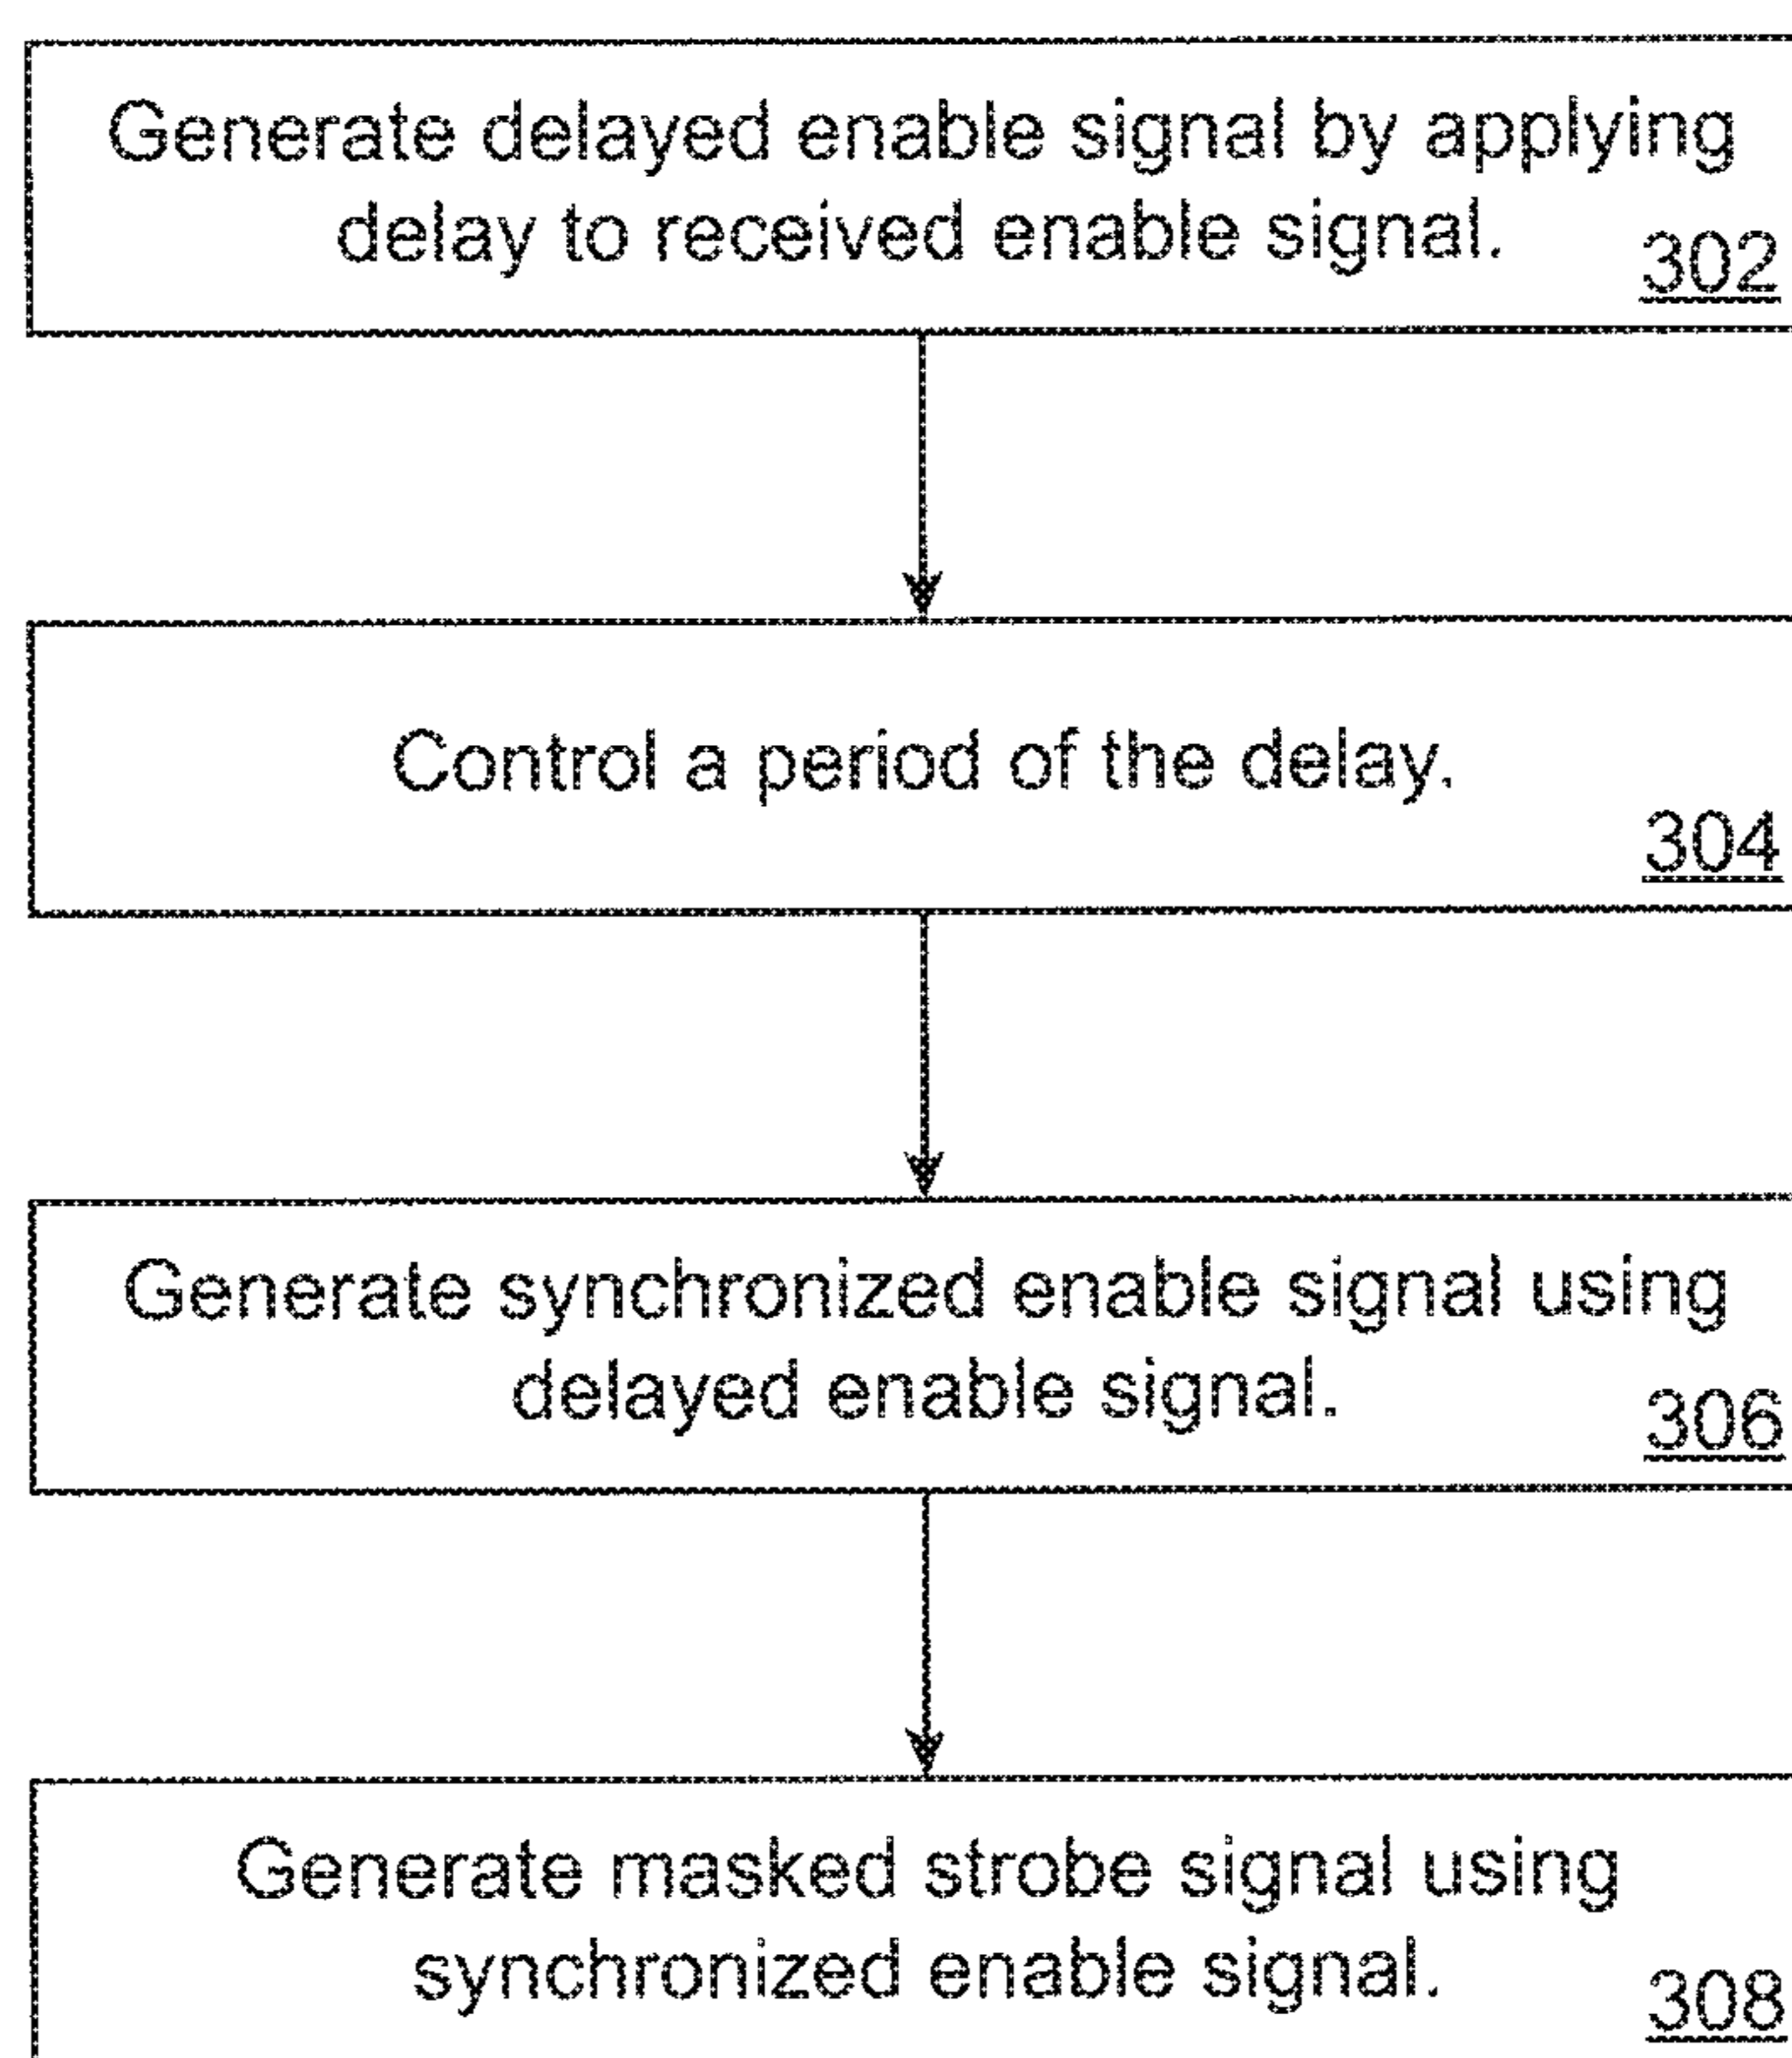 Generate delayed enable signal by applying
delay to received enable signal.
302
Control a period of the delay.
304
Generate synchronized enable signal using
delayed enable signal.
306
Generate masked strobe signal using
synchronized enable signal.
308